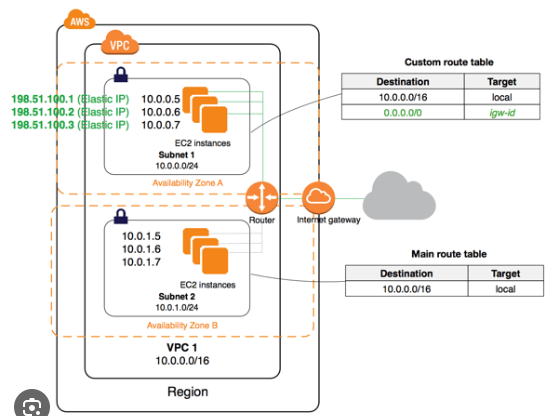 AWS
VPC
Custom route table
Destination Target
10.0.0.0/16 local
0.0.0.0/0 igw-id
198.51.100.1 (Elastic IP) 10.0.0.5
198.51.100.2 (Elastic IP) 10.0.0.6
198.51.100.3 (Elastic IP) 10.0.0.7
EC2 instances
Subnet 1
10.0.0.0/24
Availability Zone A
Router
Internet gateway
10.0.1.5
10.0.1.6
10.0.1.7
EC2 instances
Subnet 2
10.0.1.0/24
Availability Zone B
Main route table
Destination Target
10.0.0.0/16 local
VPC 1
10.0.0.0/16
Region